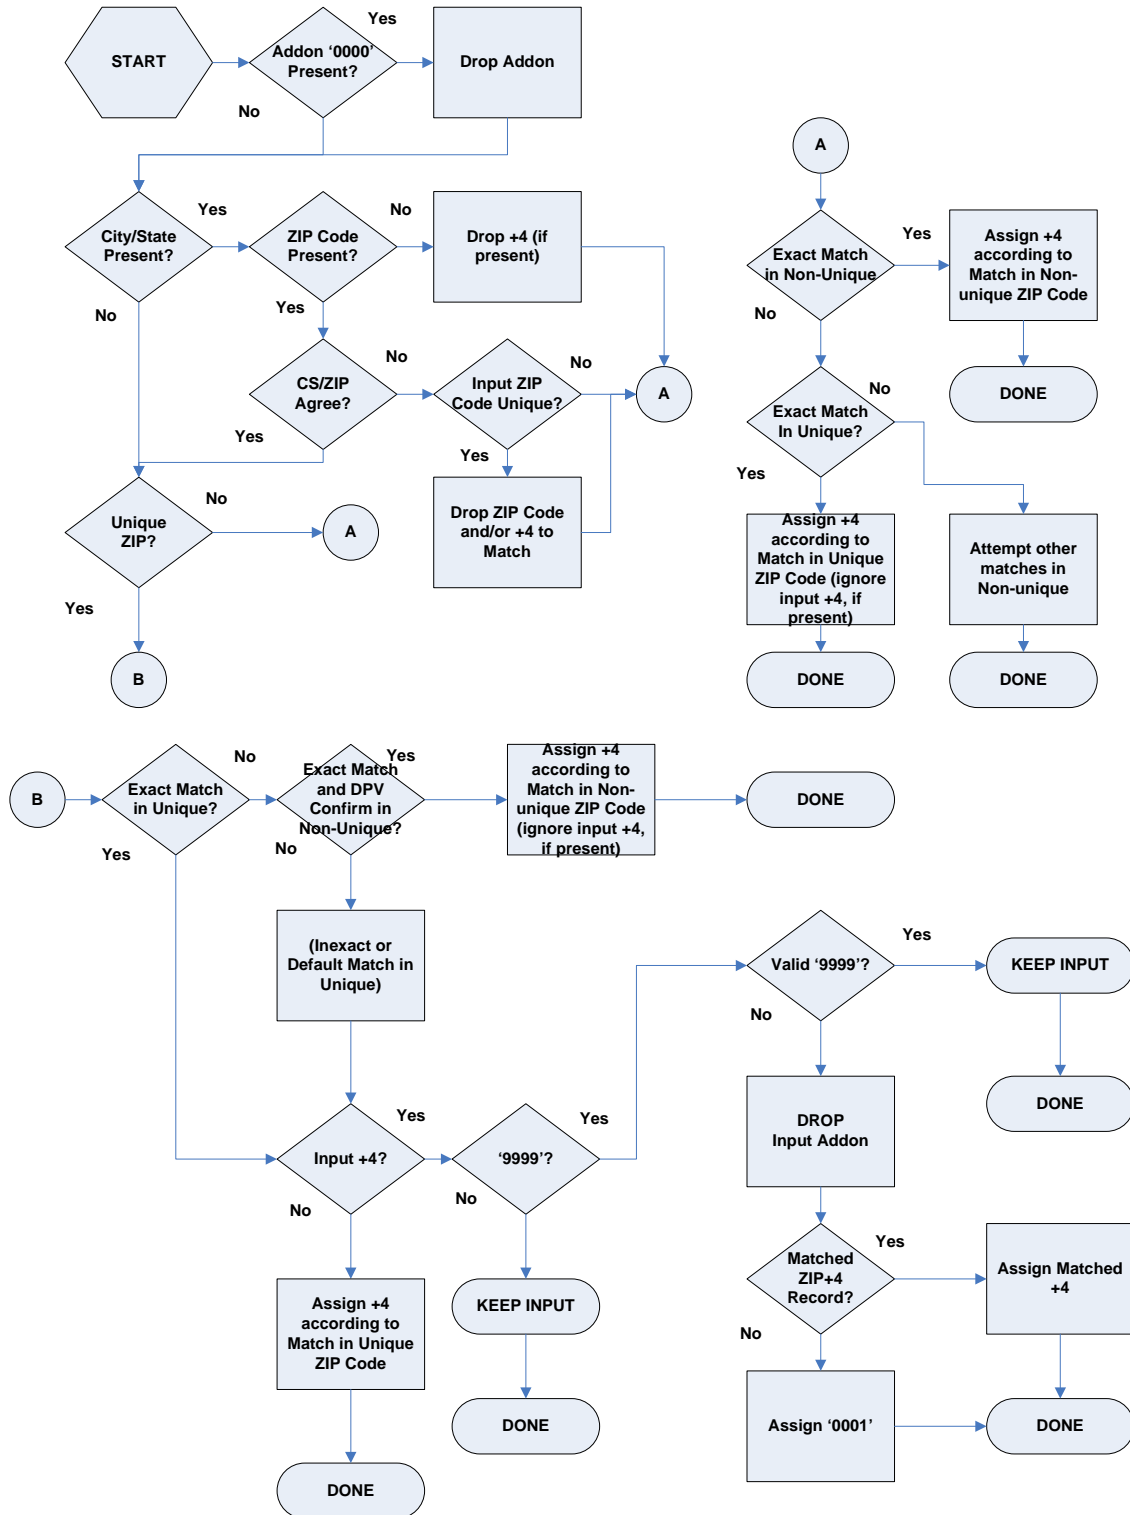 START
Addon ‘0000’
Present?
Yes
Drop Addon
No
City/State
Present?
Yes
ZIP Code
Present?
No
Drop +4 (if
present)
No
Yes
CS/ZIP
Agree?
No
Input ZIP
Code Unique?
No
A
Yes
Yes
Drop ZIP Code
and/or +4 to
Match
Unique
ZIP?
No
A
Yes
B
A
Exact Match
in Non-Unique
Yes
Assign +4
according to
Match in Non-
unique ZIP Code
No
DONE
Exact Match
In Unique?
No
Yes
Assign +4
according to
Match in Unique
ZIP Code (ignore
input +4, if
present)
Attempt other
matches in
Non-unique
DONE
DONE
B
Exact Match
in Unique?
No
Exact Match
and DPV
Confirm in
Non-Unique?
Yes
Assign +4
according to
Match in Non-
unique ZIP Code
(ignore input +4,
if present)
DONE
Yes
No
(Inexact or
Default Match in
Unique)
Input +4?
Yes
‘9999’?
Yes
No
No
Assign +4
according to
Match in Unique
ZIP Code
DONE
KEEP INPUT
DONE
Valid ‘9999’?
Yes
KEEP INPUT
DONE
No
DROP
Input Addon
Matched
ZIP+4
Record?
Yes
Assign Matched
+4
No
Assign ‘0001’
DONE